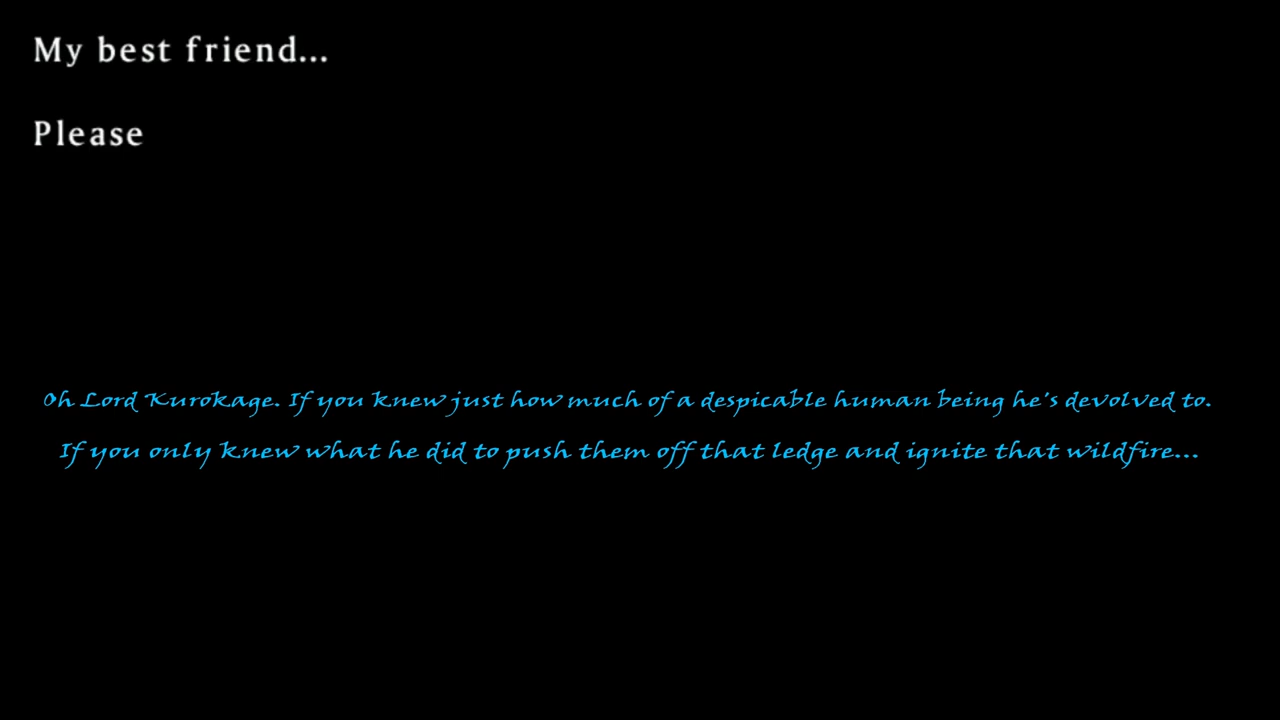 My best friend...
Please
Oh Lord Kurokage. If you knew just how much of a despicable human being he's devolved to.
If you only knew what he did to push them off that ledge and ignite that wildfire...